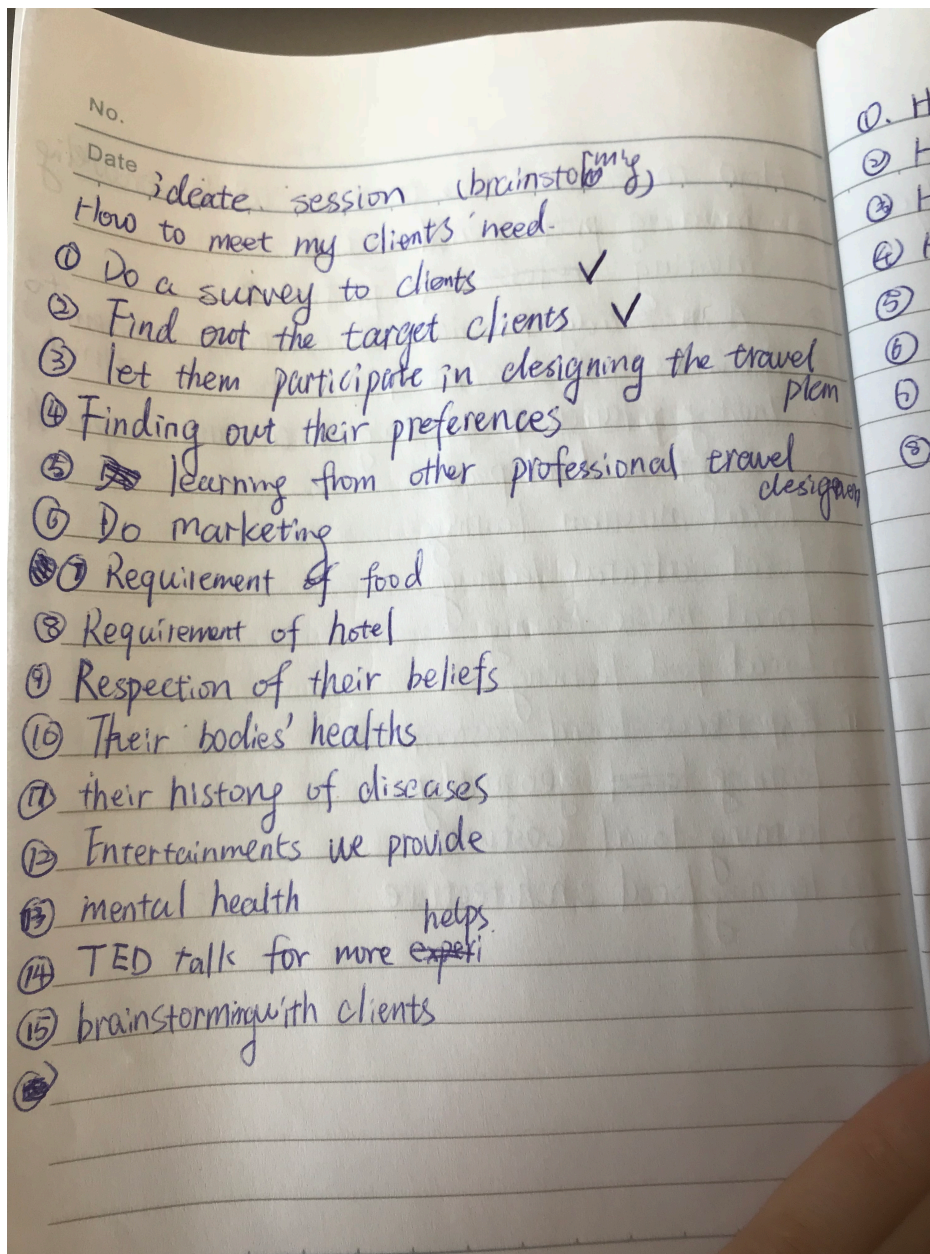 No.
Date
ideate session (brainstorming)
How to meet my clients' need.
① Do a survey to clients ✓
② Find out the target clients ✓
③ let them participate in designing the travel
plan
④ Finding out their preferences
⑤ learning from other professional travel
⑥ Do marketing
⑦ Requirement of food
⑧ Requirement of hotel
⑨ Respection of their beliefs
⑩ Their bodies' healths
⑪ their history of diseases
⑫ Entertainments we provide
⑬ mental health
helps.
⑭ TED talk for more
⑮ brainstorming with clients
①. H
② H
③ H
④ H
⑤
⑥
⑧